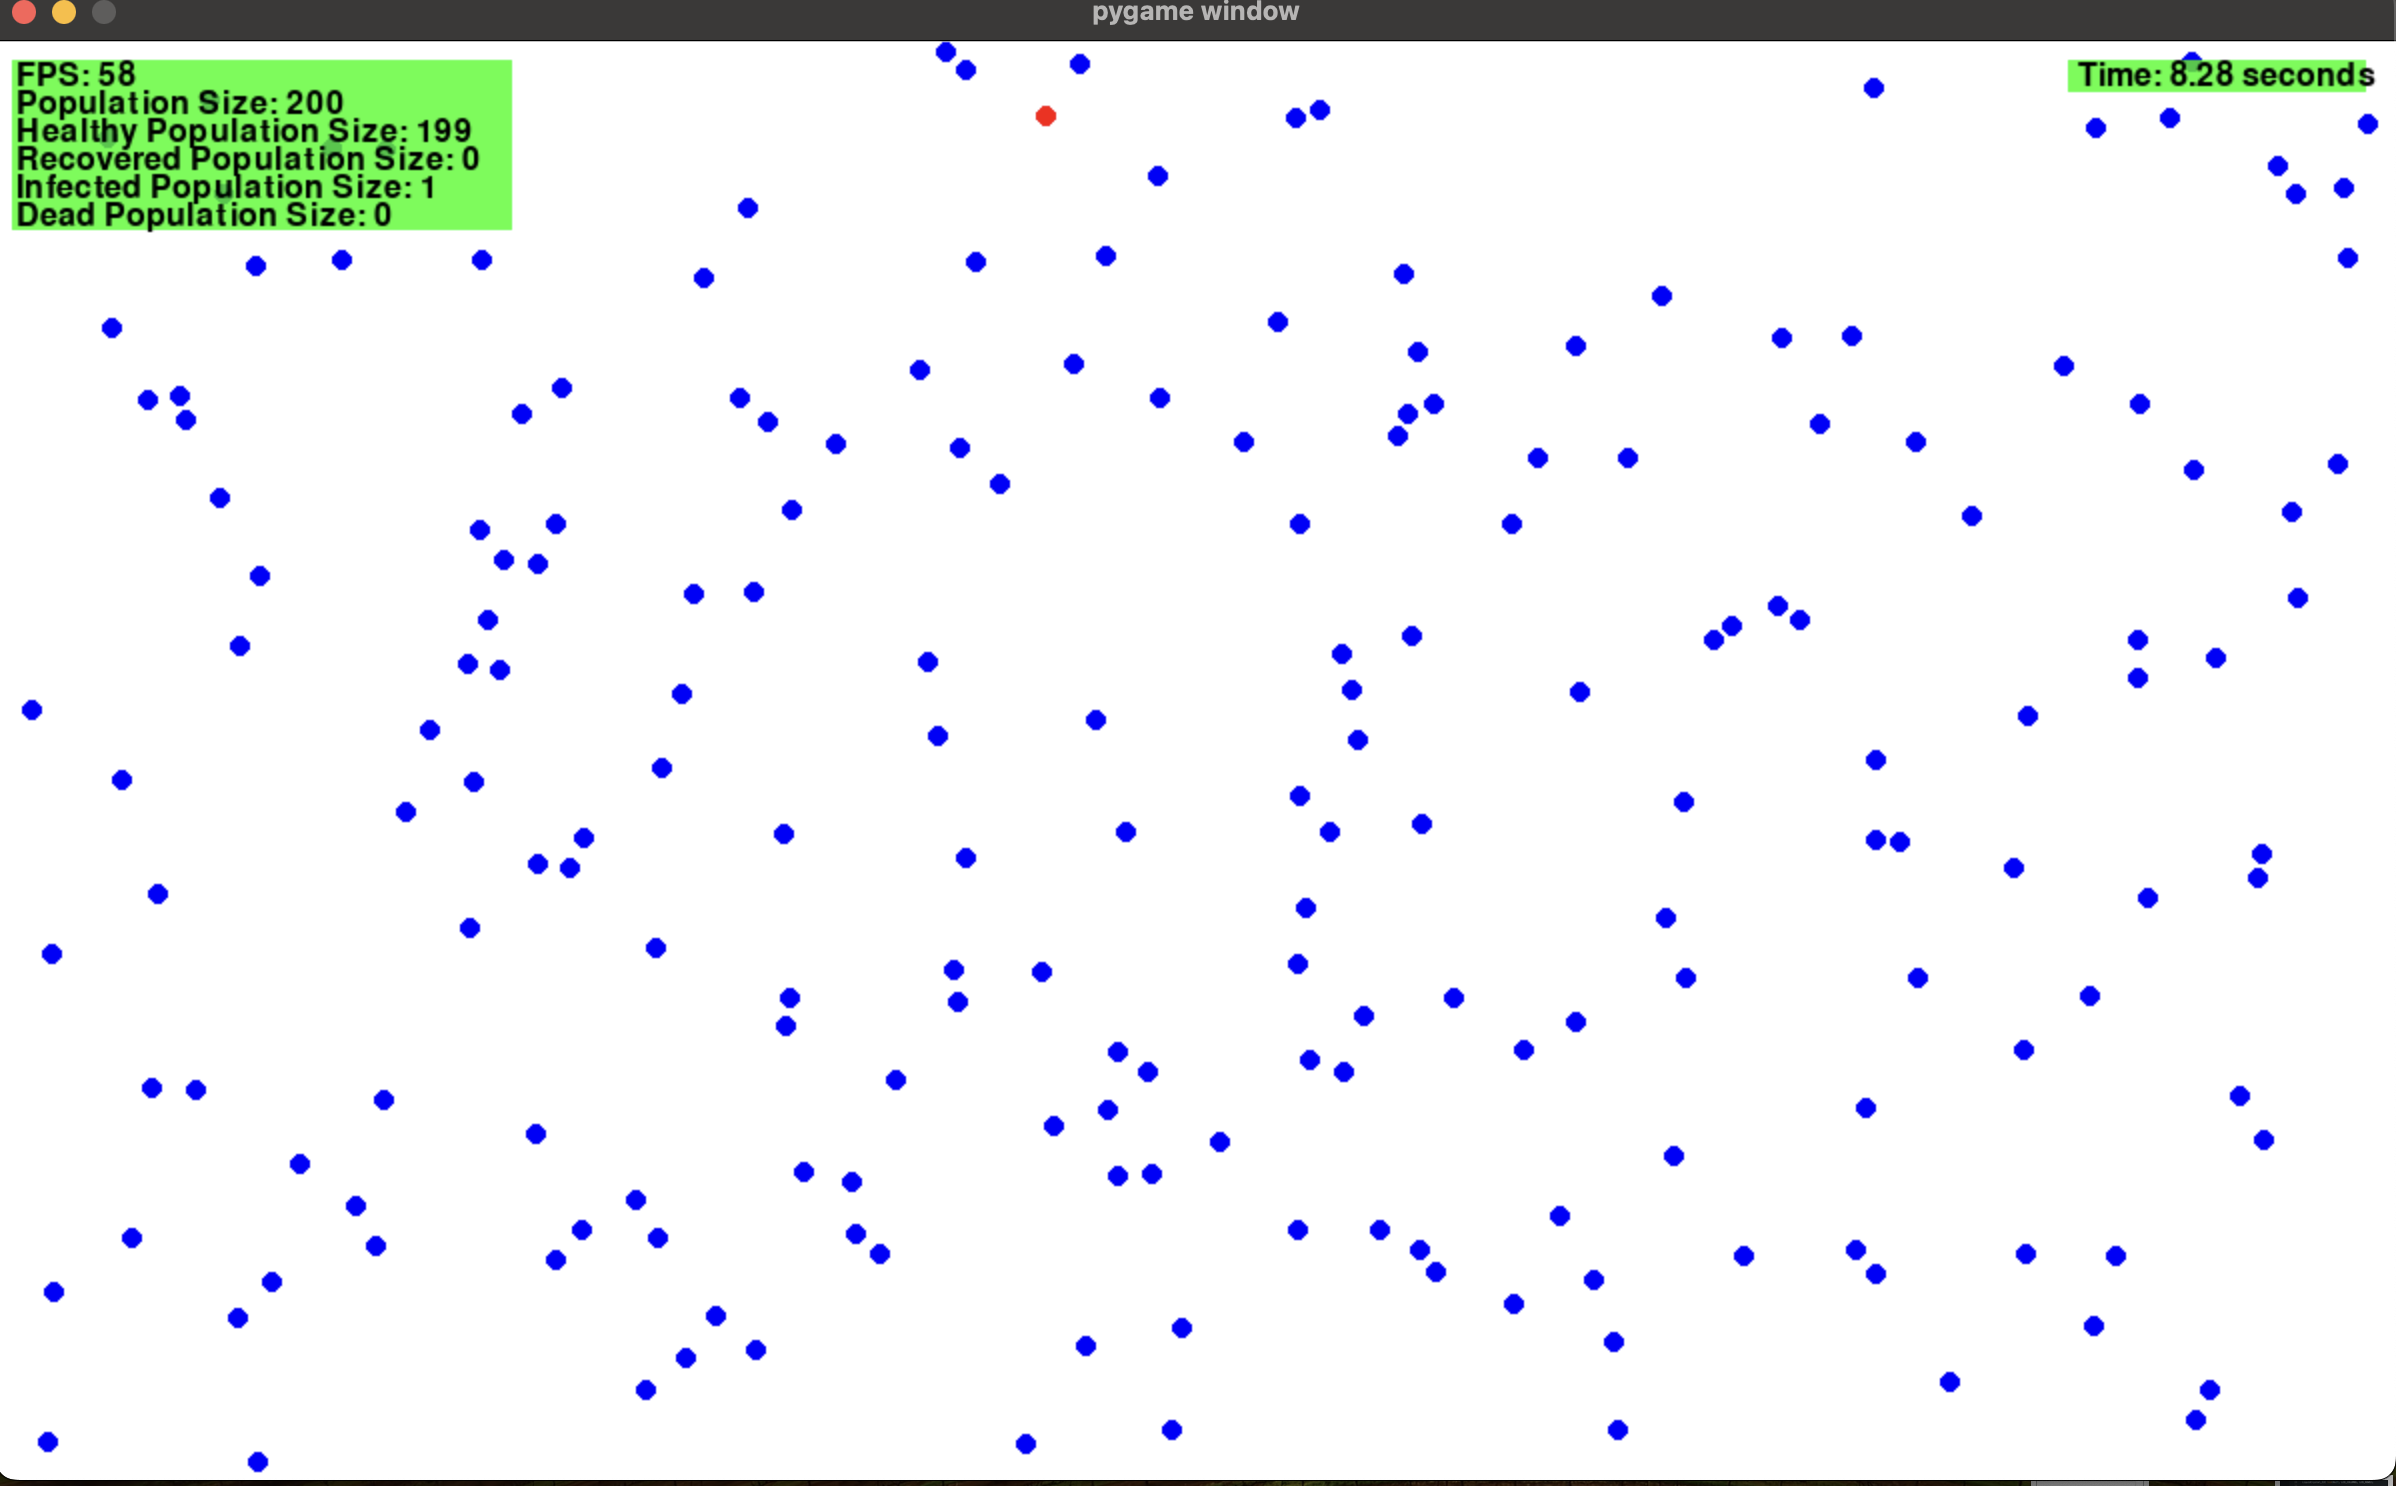 pygame window
FPS: 58
Population Size: 200
Healthy Population Size: 199
Recovered Population Size: 0
Infected Population Size: 1
Dead Population Size: 0
Time: 8.28 seconds